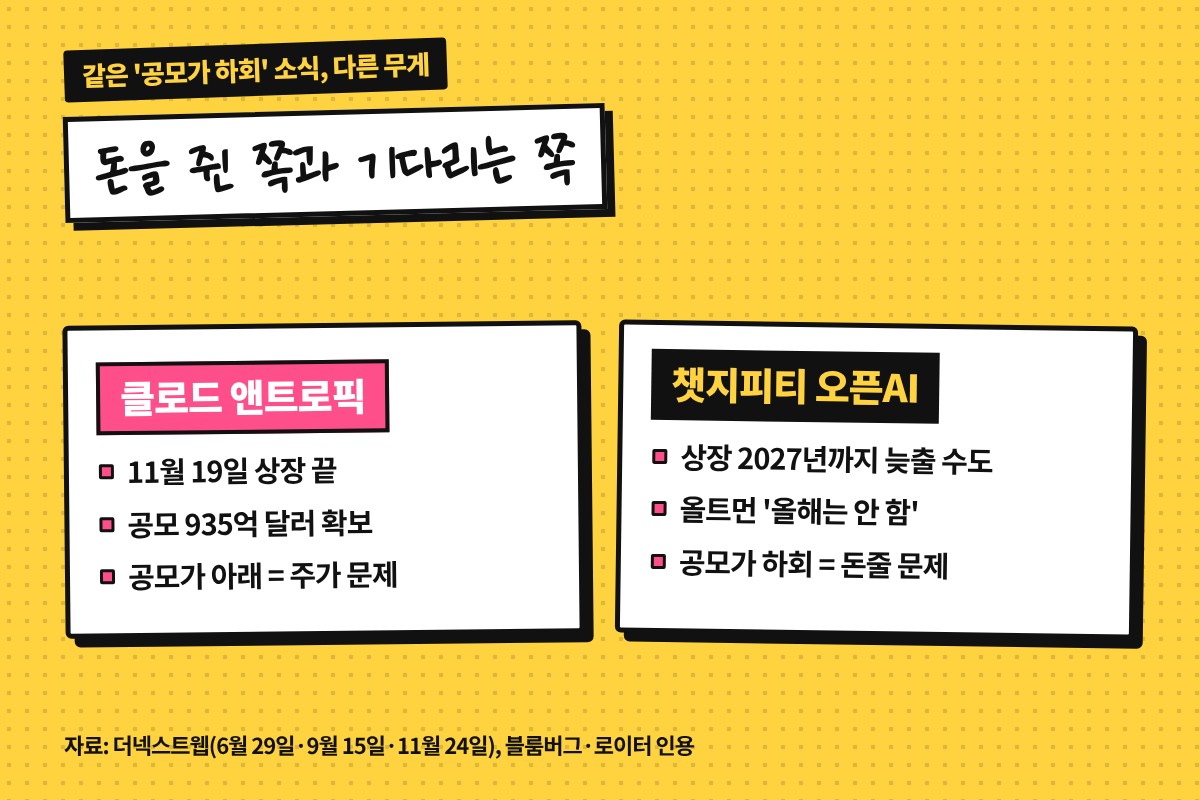 같은 '공모가 하회' 소식, 다른 무게
돈을 쥔 쪽과 기다리는 쪽
클로드 앤트로픽
11월 19일 상장 끝
공모 935억 달러 확보
공모가 아래 = 주가 문제
챗지피티 오픈AI
상장 2027년까지 늦출 수도
올트먼 '올해는 안 함'
공모가 하회 = 돈줄 문제
자료: 더넥스트웹(6월 29일·9월 15일·11월 24일), 블룸버그·로이터 인용